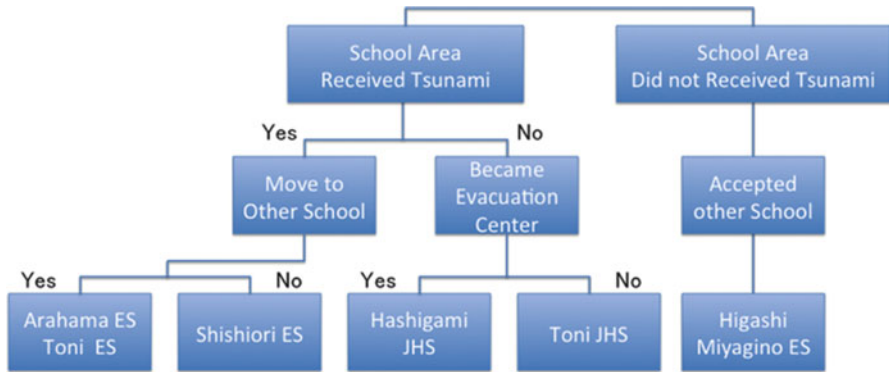 School Area
Received Tsunami
School Area
Did not Received Tsunami
Yes
No
Move to
Other School
Became
Evacuation
Center
Accepted
other School
Yes
No
Yes
No
Arahama ES
Toni ES
Shishiori ES
Hashigami
JHS
Toni JHS
Higashi
Miyagino ES